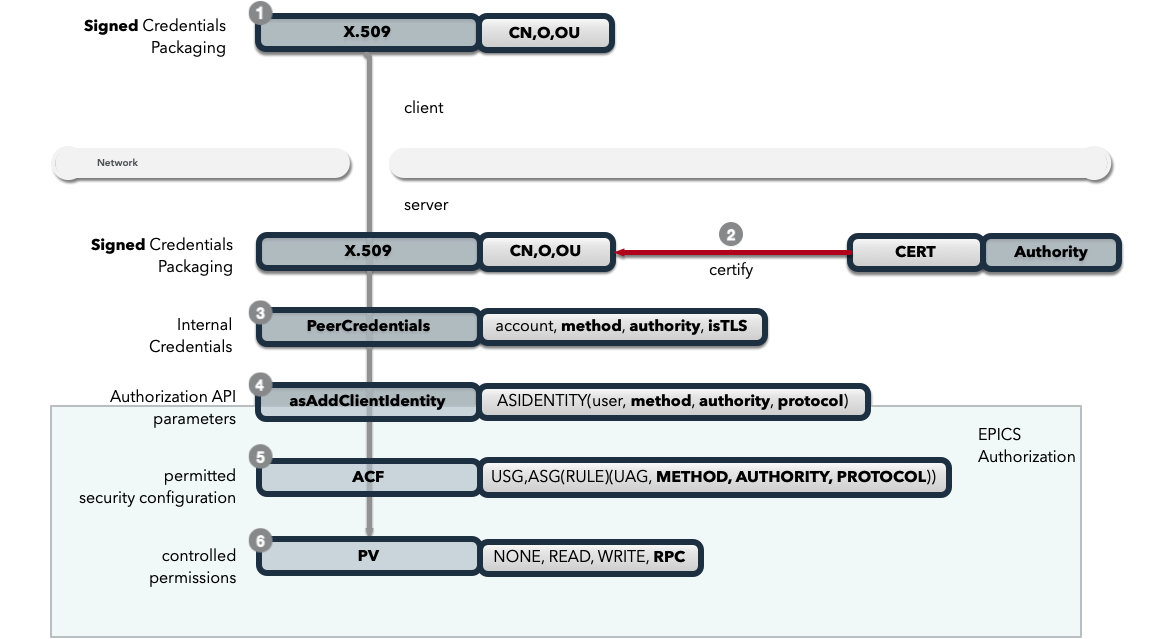 1
Signed Credentials
Packaging
X.509
CN,O,OU
client
Network
server
2
Signed Credentials
Packaging
X.509
CN,O,OU
certify
CERT
Authority
3
Internal
Credentials
PeerCredentials
account, method, authority, isTLS
4
Authorization API
parameters
asAddClientIdentity
ASIDENTITY(user, method, authority, protocol)
EPICS
Authorization
5
permitted
security configuration
ACF
USG,ASG(RULE)(UAG, METHOD, AUTHORITY, PROTOCOL))
6
controlled
permissions
PV
NONE, READ, WRITE, RPC